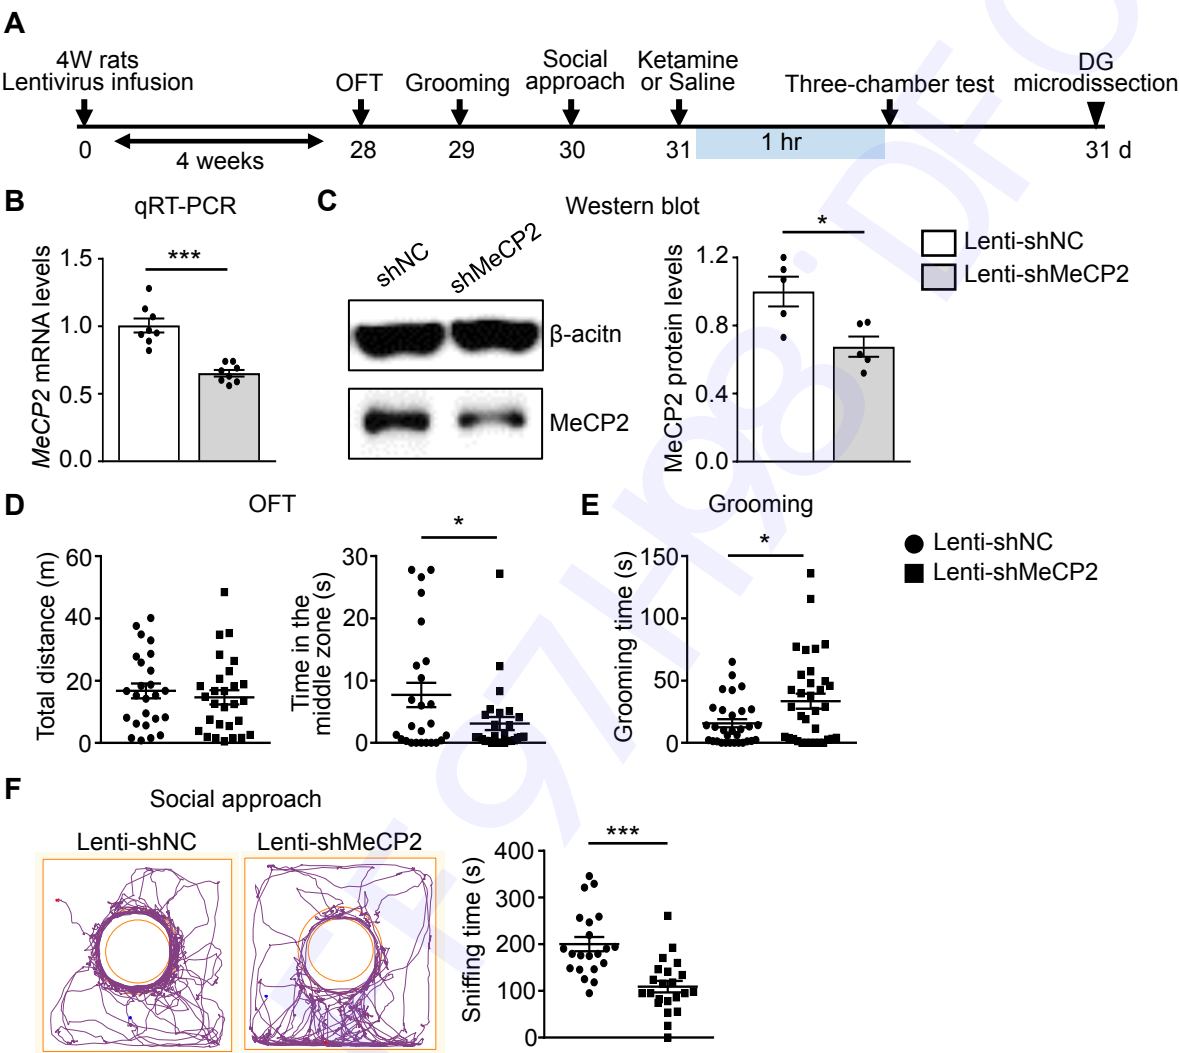 A
4W rats
Lentivirus infusion
OFT
Grooming
Social
approach
Ketamine
or Saline
Three-chamber test
DG
microdissection
0
4 weeks
28
29
30
31
1 hr
31 d
B
qRT-PCR
MeCP2 mRNA levels
1.5
1.0
0.5
0.0
***
C
Western blot
shNC
shMeCP2
β-acitn
MeCP2
MeCP2 protein levels
1.2
0.8
0.4
0.0
*
Lenti-shNC
Lenti-shMeCP2
D
OFT
Total distance (m)
60
40
20
0
Time in the
middle zone (s)
30
20
10
0
*
E
Grooming
Grooming time (s)
150
100
50
0
*
Lenti-shNC
Lenti-shMeCP2
F
Social approach
Lenti-shNC
Lenti-shMeCP2
Sniffing time (s)
400
300
200
100
0
***